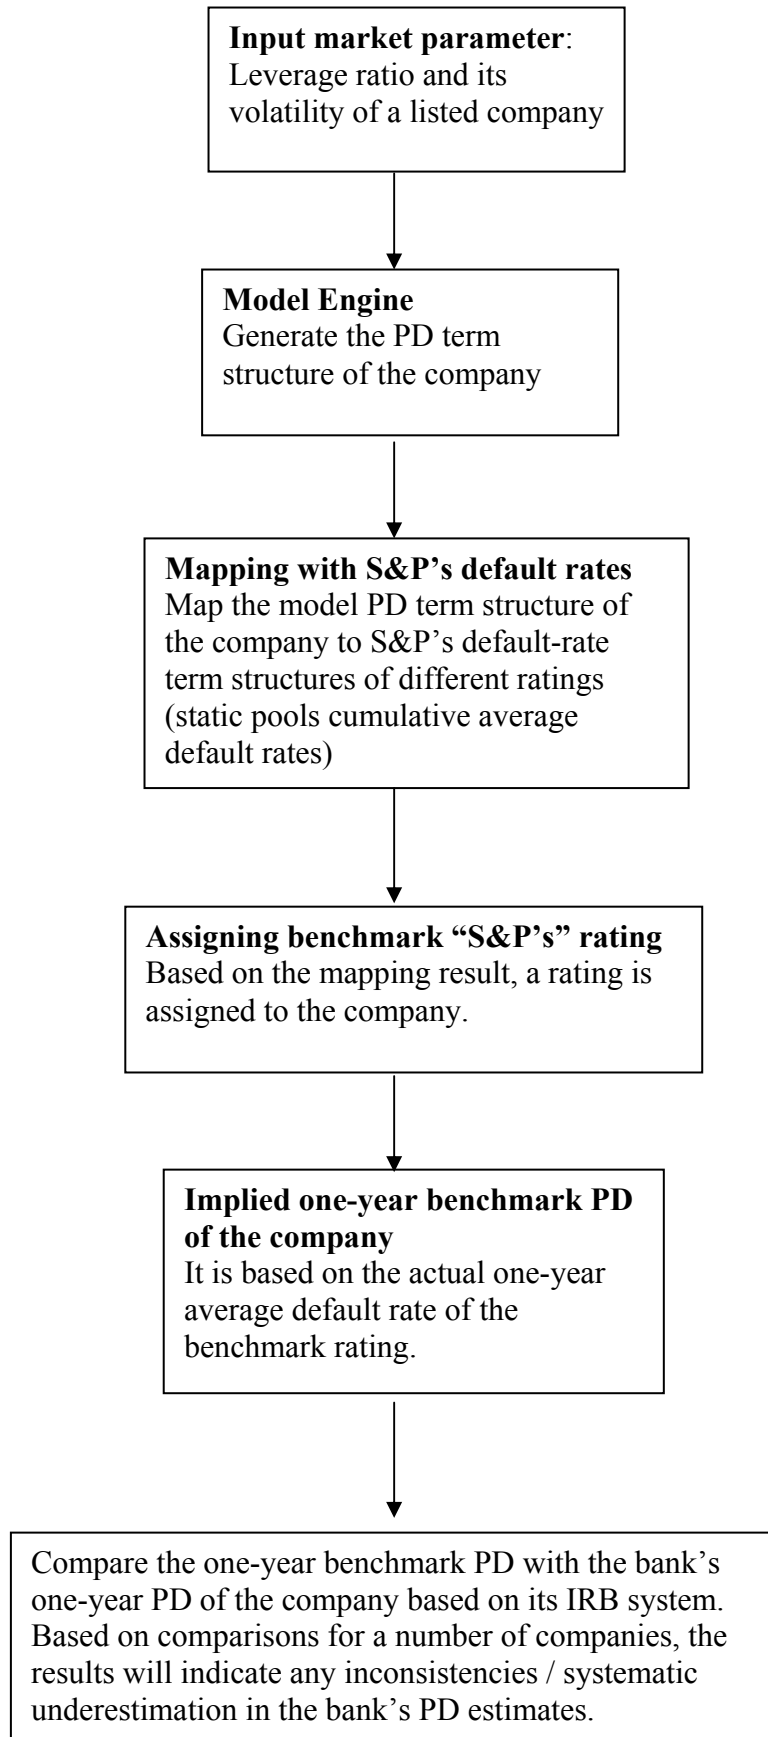 Input market parameter:
Leverage ratio and its
volatility of a listed company
Model Engine
Generate the PD term
structure of the company
Mapping with S&P’s default rates
Map the model PD term structure of
the company to S&P’s default-rate
term structures of different ratings
(static pools cumulative average
default rates)
Assigning benchmark “S&P’s” rating
Based on the mapping result, a rating is
assigned to the company.
Implied one-year benchmark PD
of the company
It is based on the actual one-year
average default rate of the
benchmark rating.
Compare the one-year benchmark PD with the bank’s
one-year PD of the company based on its IRB system.
Based on comparisons for a number of companies, the
results will indicate any inconsistencies / systematic
underestimation in the bank’s PD estimates.